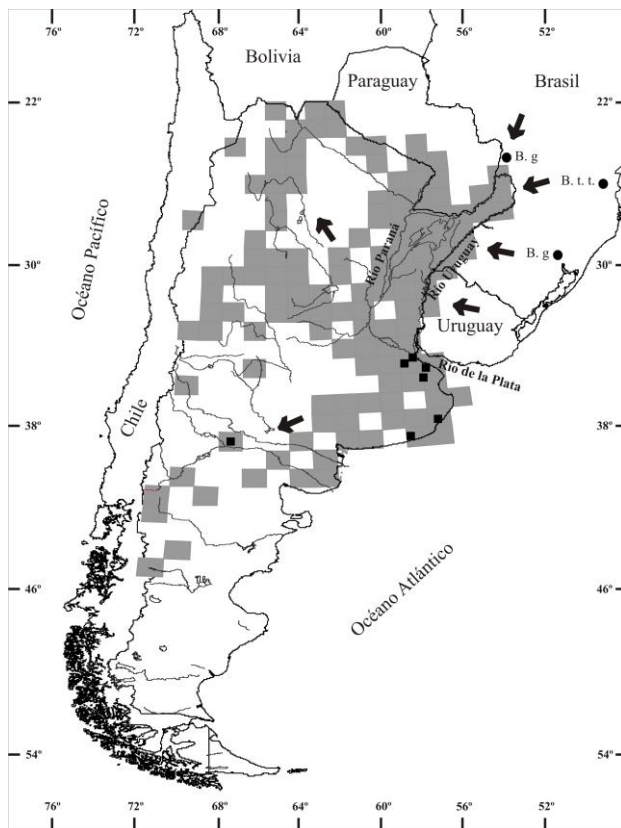 76° 72° 68° 64° 60° 56° 52°
Bolivia
Paraguay
Brasil
22° 22°
B. g
B. t. t.
Océano Pacífico
Río Paraná
Río Uruguay
B. g
30° 30°
Uruguay
Río de la Plata
Chile
38° 38°
Océano Atlántico
46° 46°
54° 54°
76° 72° 68° 64° 60° 56° 52°